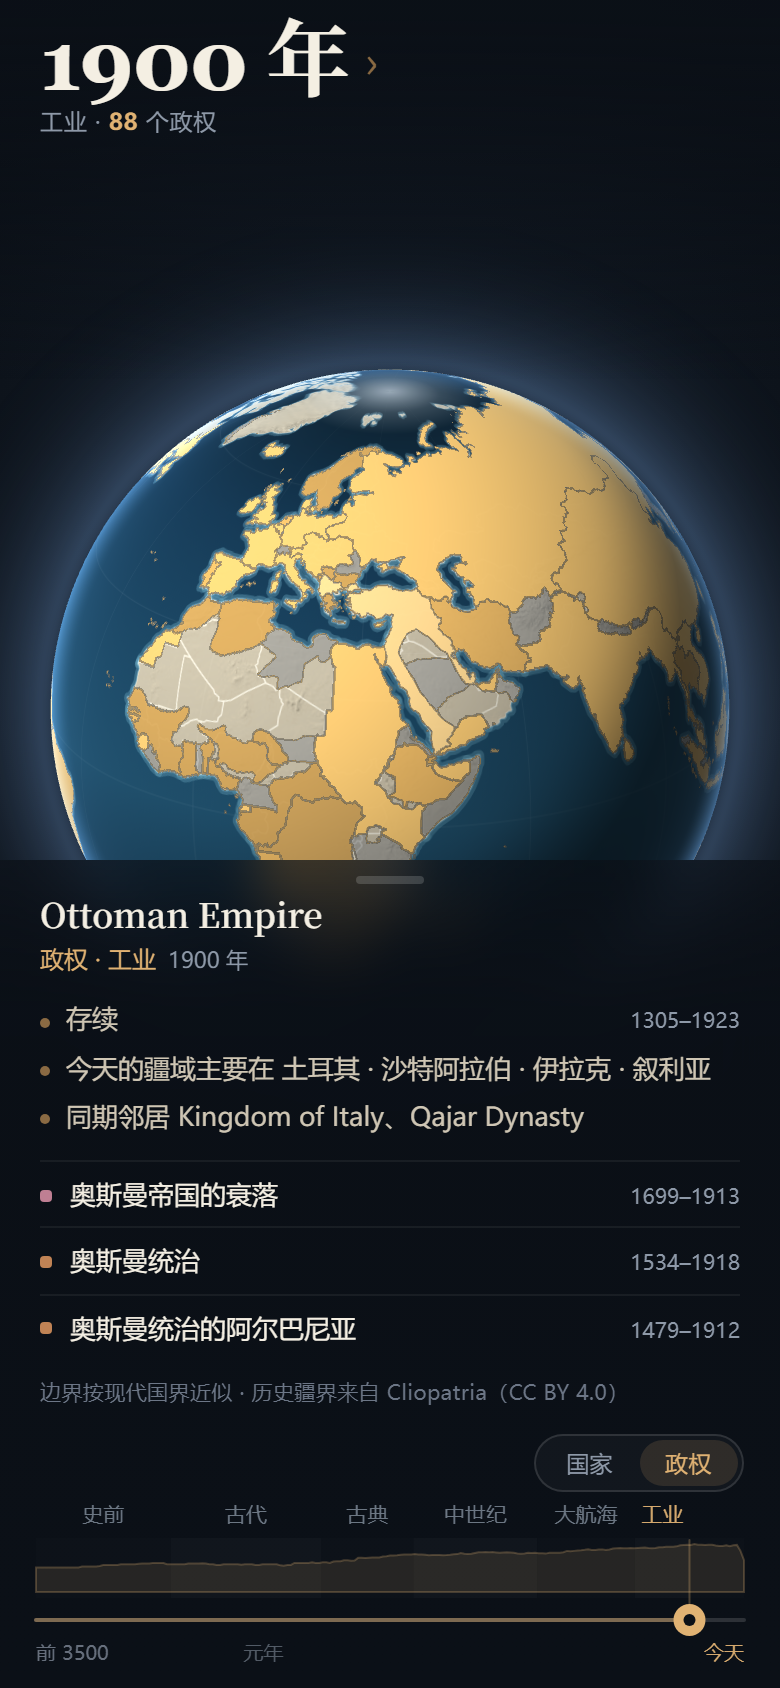 1900 年 ›
工业 · 88 个政权
Ottoman Empire
政权 · 工业 1900 年
存续 1305–1923
今天的疆域主要在 土耳其 · 沙特阿拉伯 · 伊拉克 · 叙利亚
同期邻居 Kingdom of Italy、Qajar Dynasty
奥斯曼帝国的衰落 1699–1913
奥斯曼统治 1534–1918
奥斯曼统治的阿尔巴尼亚 1479–1912
边界按现代国界近似 · 历史疆界来自 Cliopatria（CC BY 4.0）
国家 政权
史前 古代 古典 中世纪 大航海 工业
前 3500 元年 今天